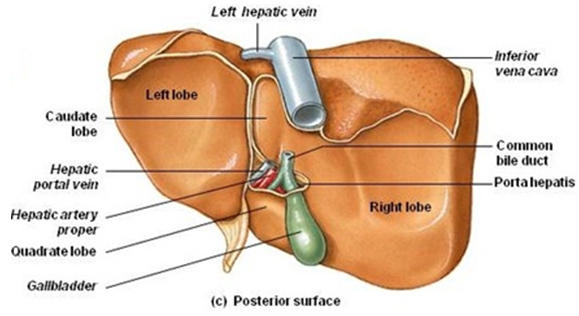 Left hepatic vein
Inferior
vena cava
Left lobe
Caudate
lobe
Common
bile duct
Hepatic
portal vein
Porta hepatis
Hepatic artery
proper
Right lobe
Quadrate lobe
Gallbladder
(c) Posterior surface